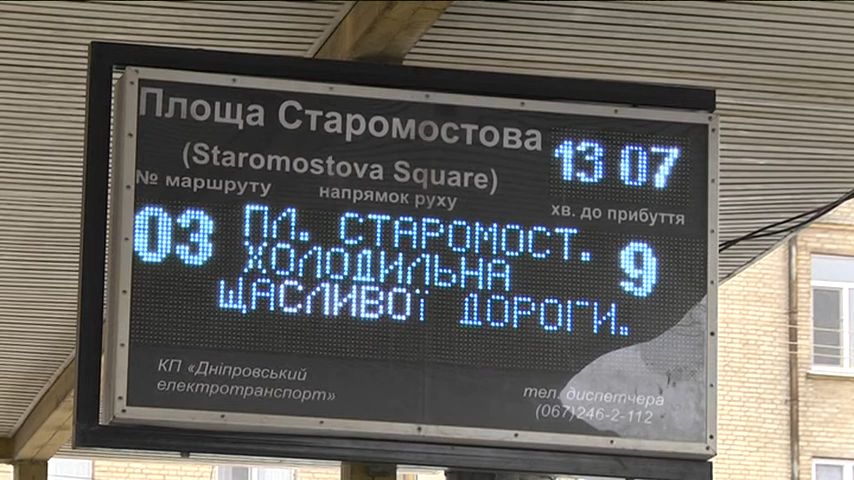 Площа Старомостова
(Staromostova Square)
13 07
№ маршруту напрямок руху хв. до прибуття
03 ПЛ. СТАРОМОСТ. 9
ХОЛОДИЛЬНА
ЩАСЛИВОЇ ДОРОГИ.
КП «Дніпровський
електротранспорт»
тел. диспетчера
(067)246-2-112